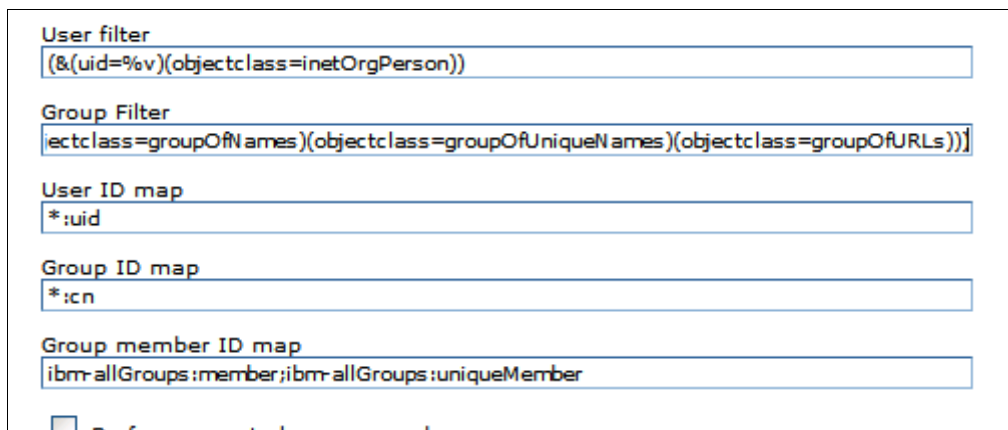 User filter
(&(uid=%v)(objectclass=inetOrgPerson))
Group Filter
jectclass=groupOfNames)(objectclass=groupOfUniqueNames)(objectclass=groupOfURLs)))
User ID map
*:uid
Group ID map
*:cn
Group member ID map
ibm-allGroups:member;ibm-allGroups:uniqueMember